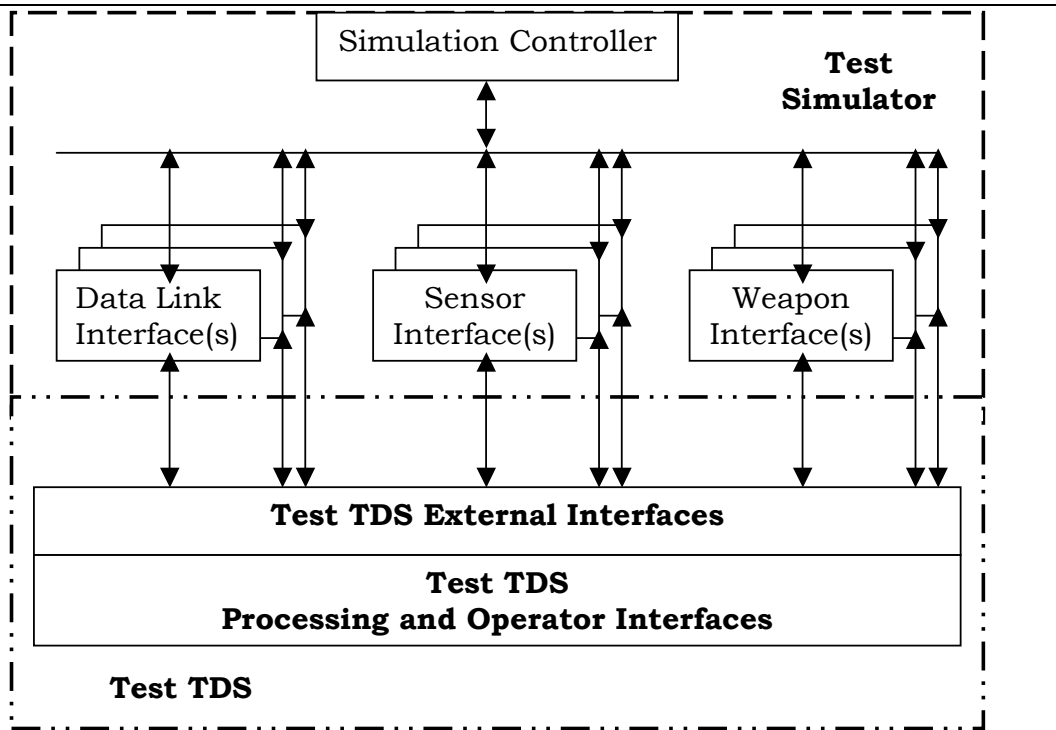 Simulation Controller
Test
Simulator
Data Link
Interface(s)
Sensor
Interface(s)
Weapon
Interface(s)
Test TDS External Interfaces
Test TDS
Processing and Operator Interfaces
Test TDS